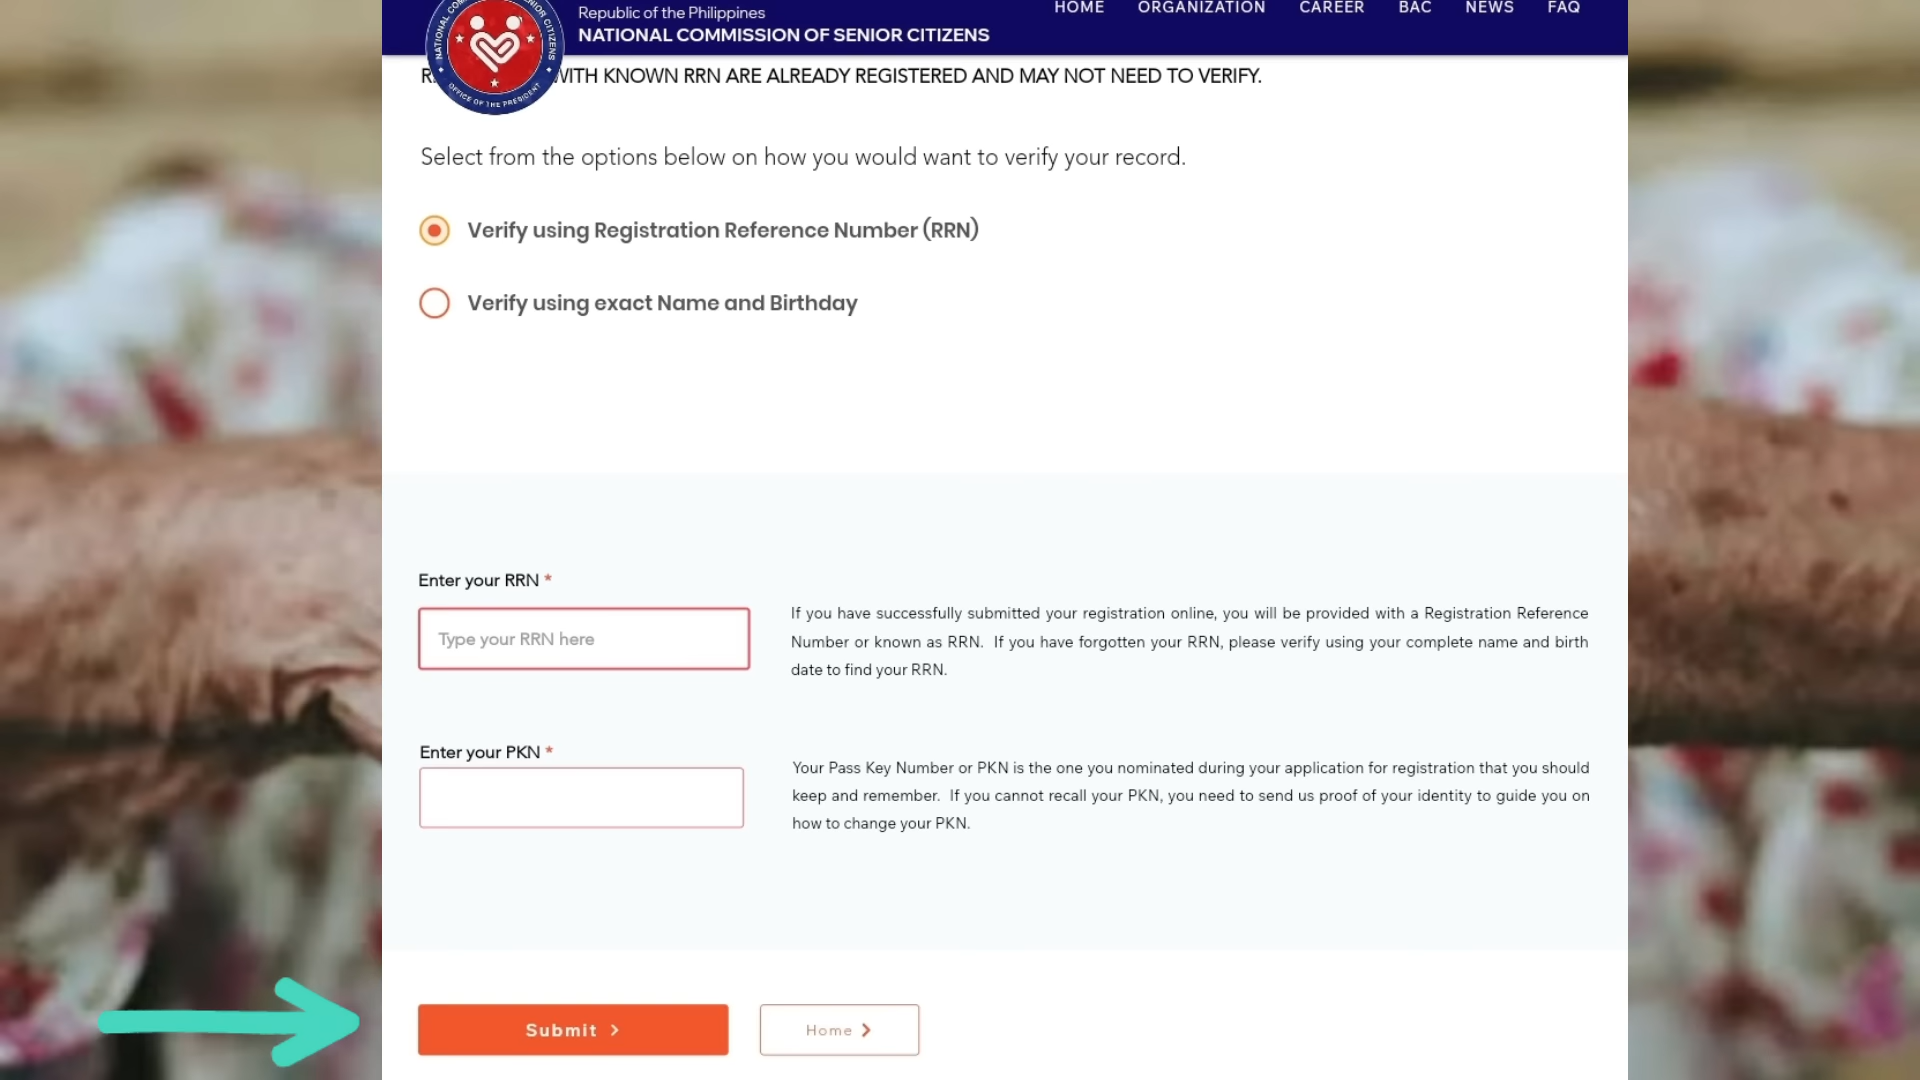 Republic of the Philippines
NATIONAL COMMISSION OF SENIOR CITIZENS
HOME ORGANIZATION CAREER BAC NEWS FAQ
SENIOR CITIZENS
OFFICE OF THE PRESIDENT
WITH KNOWN RRN ARE ALREADY REGISTERED AND MAY NOT NEED TO VERIFY.
Select from the options below on how you would want to verify your record.
Verify using Registration Reference Number (RRN)
Verify using exact Name and Birthday
Enter your RRN *
Type your RRN here
If you have successfully submitted your registration online, you will be provided with a Registration Reference
Number or known as RRN. If you have forgotten your RRN, please verify using your complete name and birth
date to find your RRN.
Enter your PKN *
Your Pass Key Number or PKN is the one you nominated during your application for registration that you should
keep and remember. If you cannot recall your PKN, you need to send us proof of your identity to guide you on
how to change your PKN.
Submit >
Home >